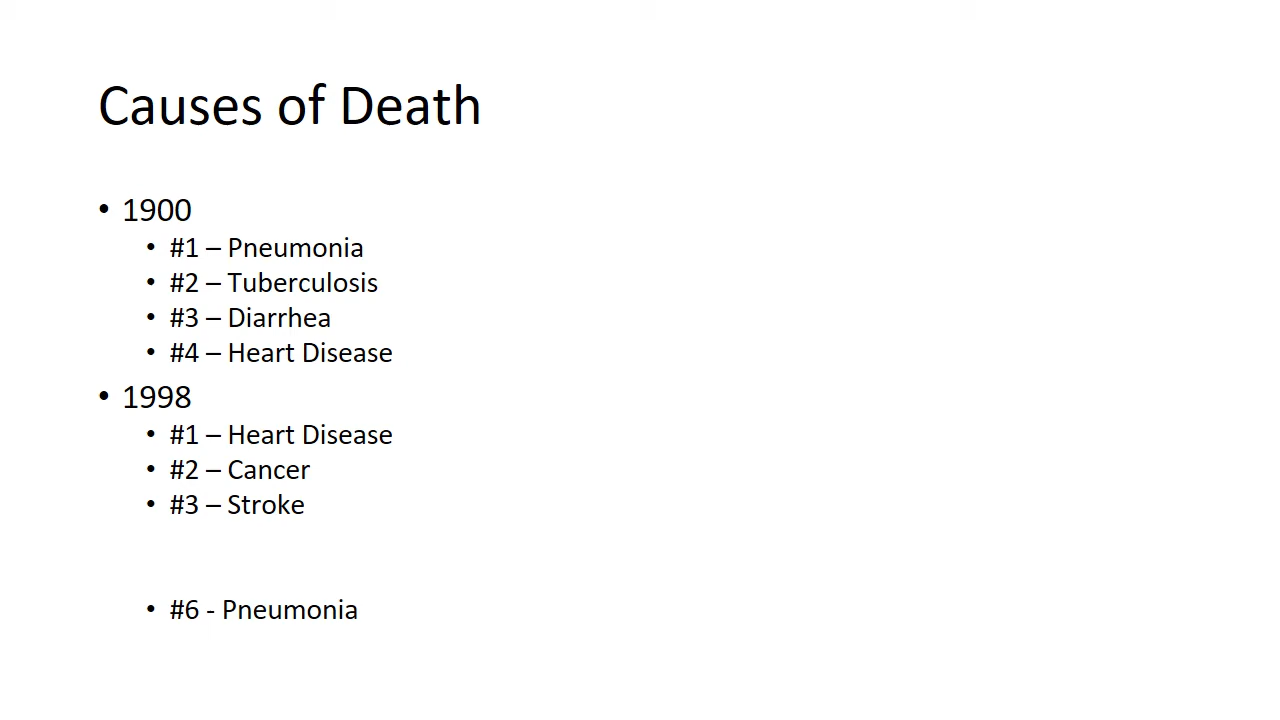 Causes of Death
• 1900
• #1 – Pneumonia
• #2 – Tuberculosis
• #3 – Diarrhea
• #4 – Heart Disease
• 1998
• #1 – Heart Disease
• #2 – Cancer
• #3 – Stroke
• #6 - Pneumonia